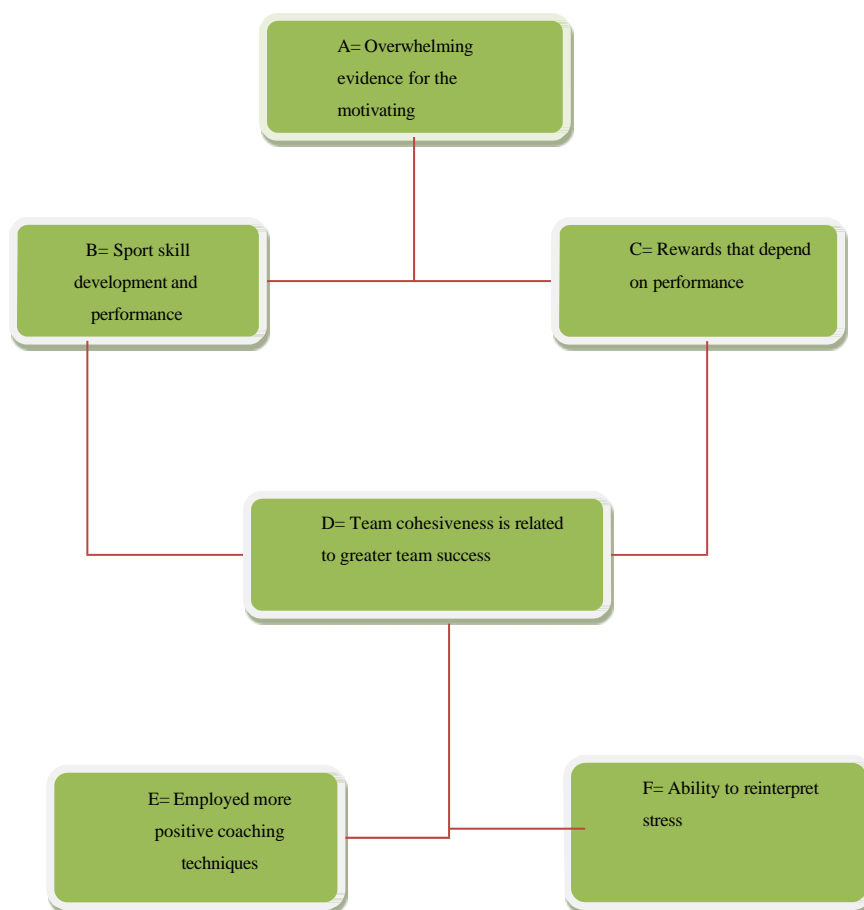 A= Overwhelming
evidence for the
motivating
B= Sport skill
development and
performance
C= Rewards that depend
on performance
D= Team cohesiveness is related
to greater team success
E= Employed more
positive coaching
techniques
F= Ability to reinterpret
stress